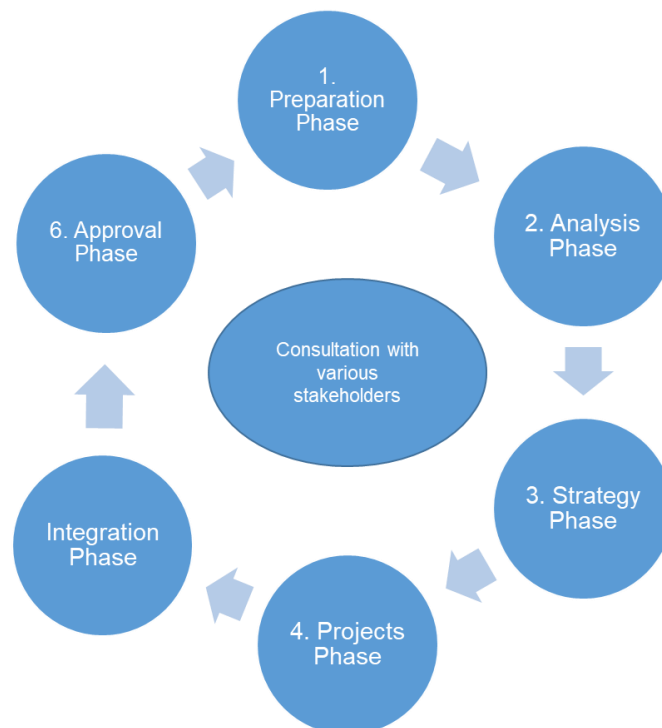 1.
Preparation
Phase
2. Analysis
Phase
3. Strategy
Phase
4. Projects
Phase
Integration
Phase
6. Approval
Phase
Consultation with
various
stakeholders